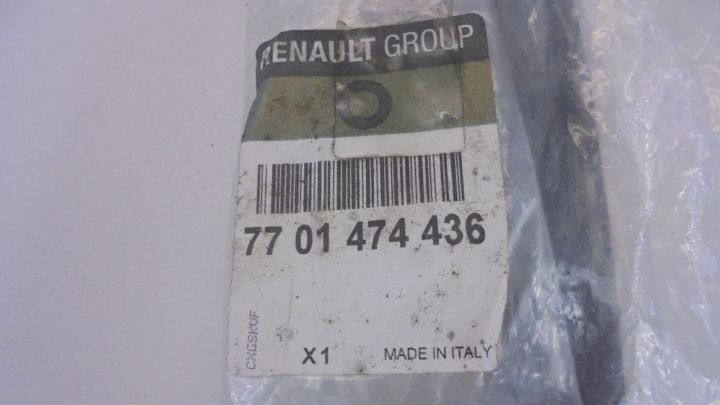 RENAULT GROUP
77 01 474 436
CXGSKUF
X1
MADE IN ITALY